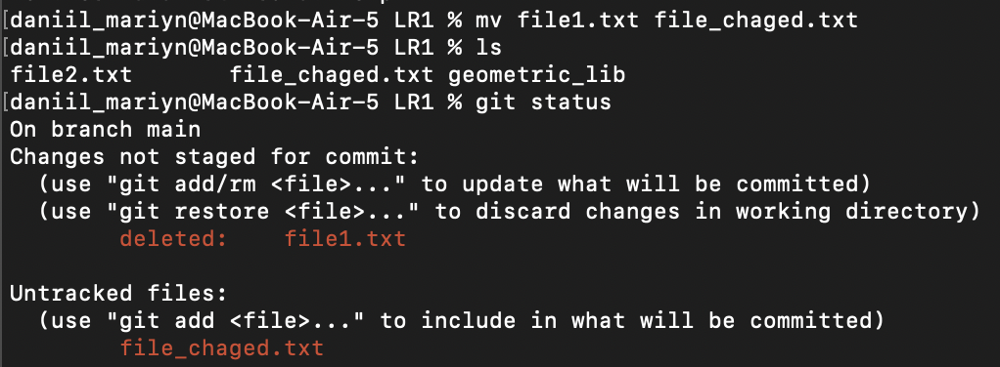 [daniil_mariyn@MacBook-Air-5 LR1 % mv file1.txt file_chaged.txt
[daniil_mariyn@MacBook-Air-5 LR1 % ls
file2.txt       file_chaged.txt geometric_lib
[daniil_mariyn@MacBook-Air-5 LR1 % git status
On branch main
Changes not staged for commit:
  (use "git add/rm <file>..." to update what will be committed)
  (use "git restore <file>..." to discard changes in working directory)
        deleted:    file1.txt
Untracked files:
  (use "git add <file>..." to include in what will be committed)
        file_chaged.txt